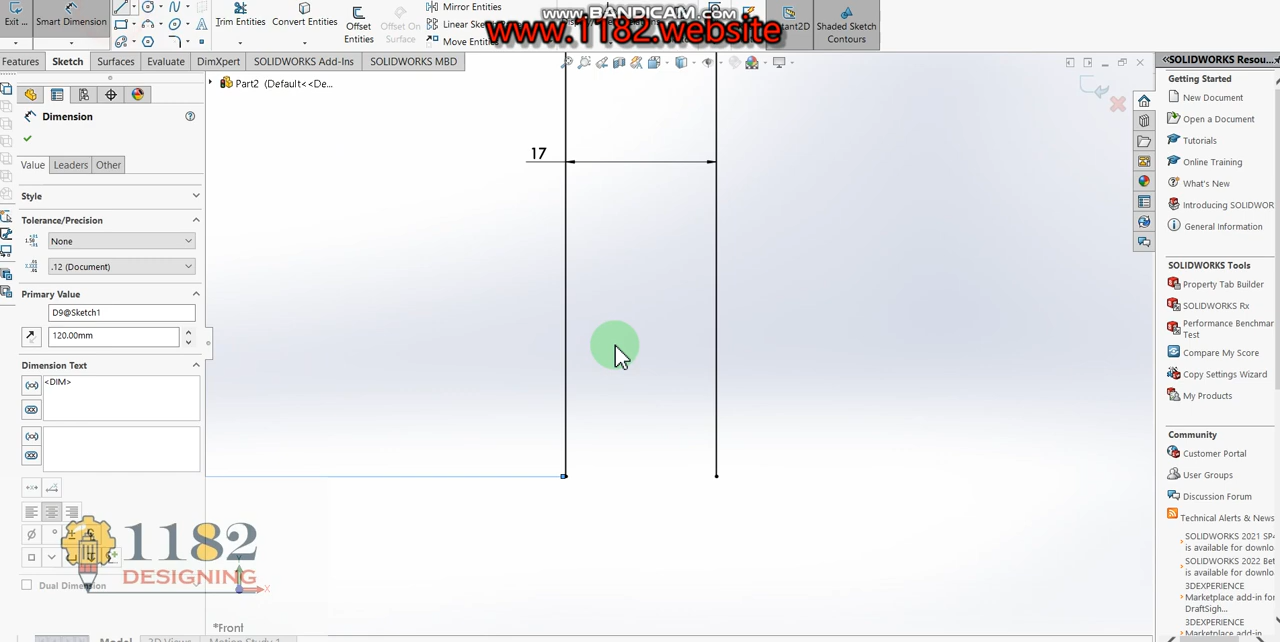 www.BANDICAM.com
www.1182.website
Exit ...
Smart Dimension
Trim Entities
Convert Entities
Offset
Entities
Offset On
Surface
Mirror Entities
Linear Sketch
Move Entities
Instant2D
Shaded Sketch
Contours
Features
Sketch
Surfaces
Evaluate
DimXpert
SOLIDWORKS Add-Ins
SOLIDWORKS MBD
Part2 (Default<<De...
Dimension
Value
Leaders
Other
Style
Tolerance/Precision
None
.12 (Document)
Primary Value
D9@Sketch1
120.00mm
Dimension Text
<DIM>
Dual Dimension
1182
DESIGNING
X
17
*Front
Model
3D Views
Motion Study 1
SOLIDWORKS Resou...
Getting Started
New Document
Open a Document
Tutorials
Online Training
What's New
Introducing SOLIDWOR
General Information
SOLIDWORKS Tools
Property Tab Builder
SOLIDWORKS Rx
Performance Benchmar
Test
Compare My Score
Copy Settings Wizard
My Products
Community
Customer Portal
User Groups
Discussion Forum
Technical Alerts & News
SOLIDWORKS 2021 SP4
is available for downlo
SOLIDWORKS 2022 Bet
is available for downlo
3DEXPERIENCE
Marketplace add-in for
DraftSigh...
3DEXPERIENCE
Marketplace add-in for